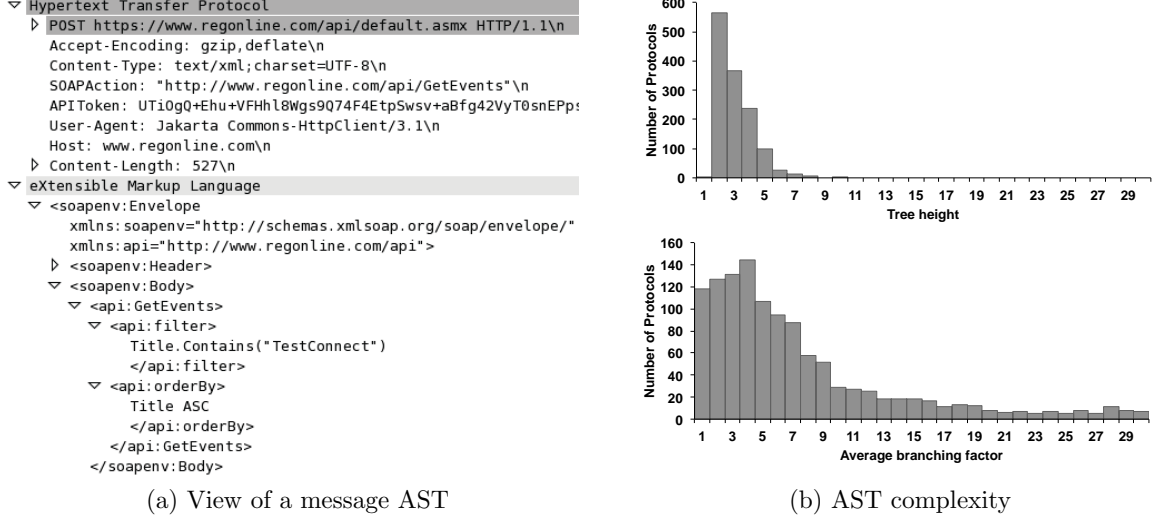 Hypertext Transfer Protocol
POST https://www.regonline.com/api/default.asmx HTTP/1.1\n
Accept-Encoding: gzip,deflate\n
Content-Type: text/xml;charset=UTF-8\n
SOAPAction: "http://www.regonline.com/api/GetEvents"\n
APIToken: UTiOgQ+Ehu+VFHhl8Wgs9Q74F4EtpSwsv+aBfg42VyT0snEPps
User-Agent: Jakarta Commons-HttpClient/3.1\n
Host: www.regonline.com\n
Content-Length: 527\n
eXtensible Markup Language
<soapenv:Envelope
xmlns:soapenv="http://schemas.xmlsoap.org/soap/envelope/"
xmlns:api="http://www.regonline.com/api">
<soapenv:Header>
<soapenv:Body>
<api:GetEvents>
<api:filter>
Title.Contains("TestConnect")
</api:filter>
<api:orderBy>
Title ASC
</api:orderBy>
</api:GetEvents>
</soapenv:Body>
(a) View of a message AST
Number of Protocols
600
500
400
300
200
100
0
1 3 5 7 9 11 13 15 17 19 21 23 25 27 29
Tree height
Number of Protocols
160
140
120
100
80
60
40
20
0
1 3 5 7 9 11 13 15 17 19 21 23 25 27 29
Average branching factor
(b) AST complexity